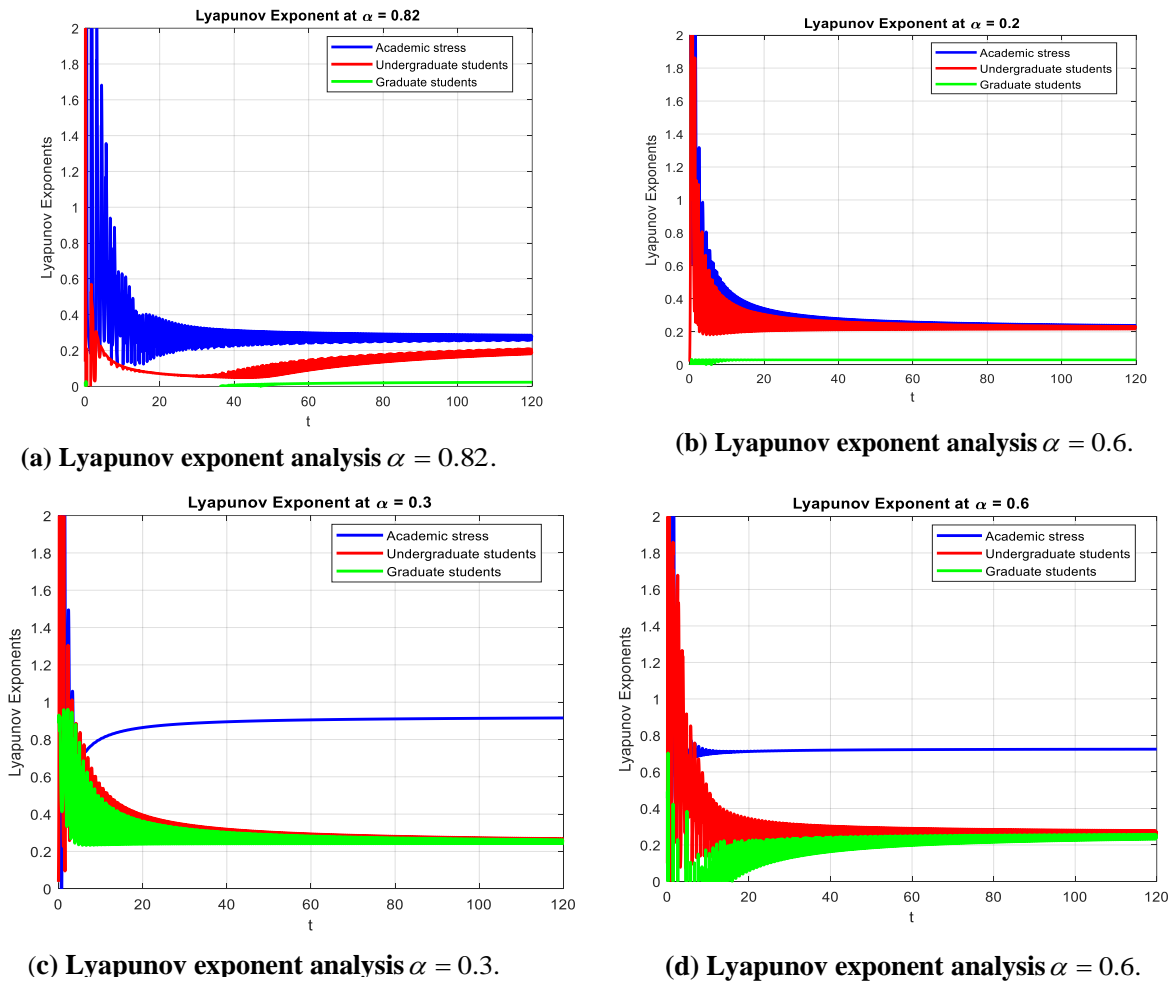 Lyapunov Exponent at α = 0.82
Lyapunov Exponents
2
1.8
1.6
1.4
1.2
1
0.8
0.6
0.4
0.2
0
Academic stress
Undergraduate students
Graduate students
0 20 40 60 80 100 120
t
(a) Lyapunov exponent analysis α = 0.82.
Lyapunov Exponent at α = 0.2
Lyapunov Exponents
2
1.8
1.6
1.4
1.2
1
0.8
0.6
0.4
0.2
0
Academic stress
Undergraduate students
Graduate students
0 20 40 60 80 100 120
t
(b) Lyapunov exponent analysis α = 0.6.
Lyapunov Exponent at α = 0.3
Lyapunov Exponents
2
1.8
1.6
1.4
1.2
1
0.8
0.6
0.4
0.2
0
Academic stress
Undergraduate students
Graduate students
0 20 40 60 80 100 120
t
(c) Lyapunov exponent analysis α = 0.3.
Lyapunov Exponent at α = 0.6
Lyapunov Exponents
2
1.8
1.6
1.4
1.2
1
0.8
0.6
0.4
0.2
0
Academic stress
Undergraduate students
Graduate students
0 20 40 60 80 100 120
t
(d) Lyapunov exponent analysis α = 0.6.